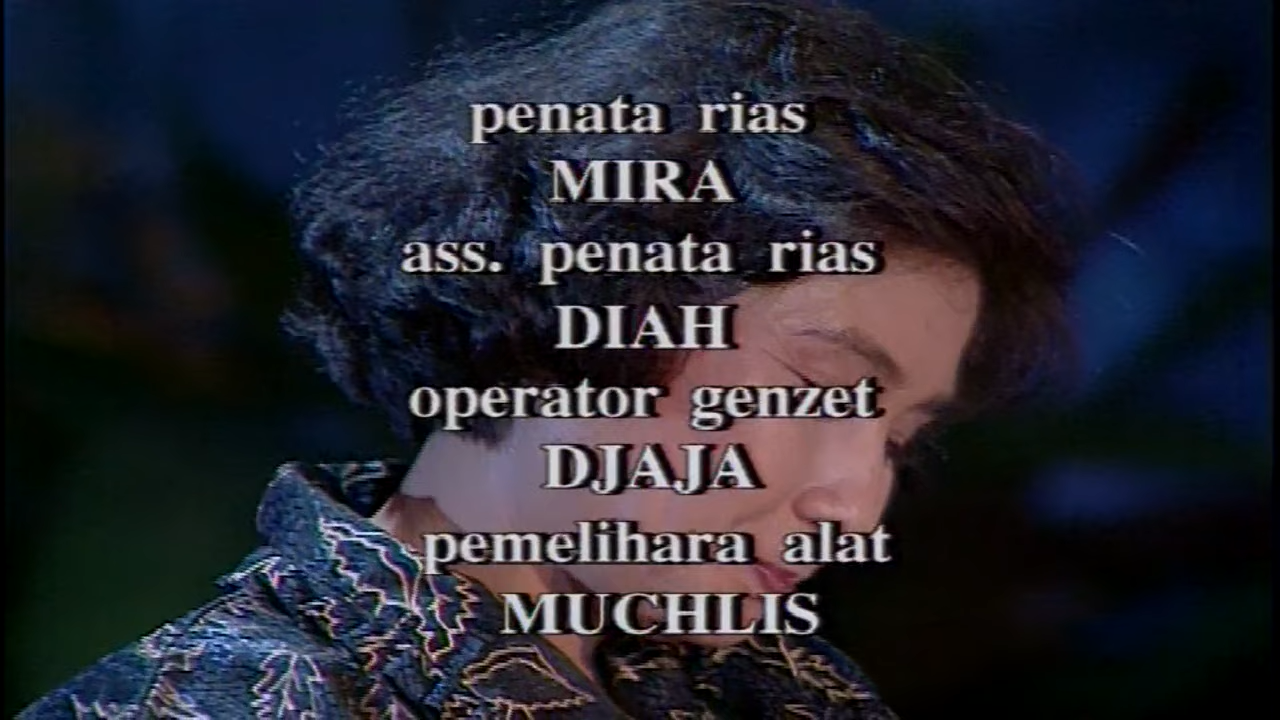 penata rias
MIRA
ass. penata rias
DIAH
operator genzet
DJAJA
pemelihara alat
MUCHLIS